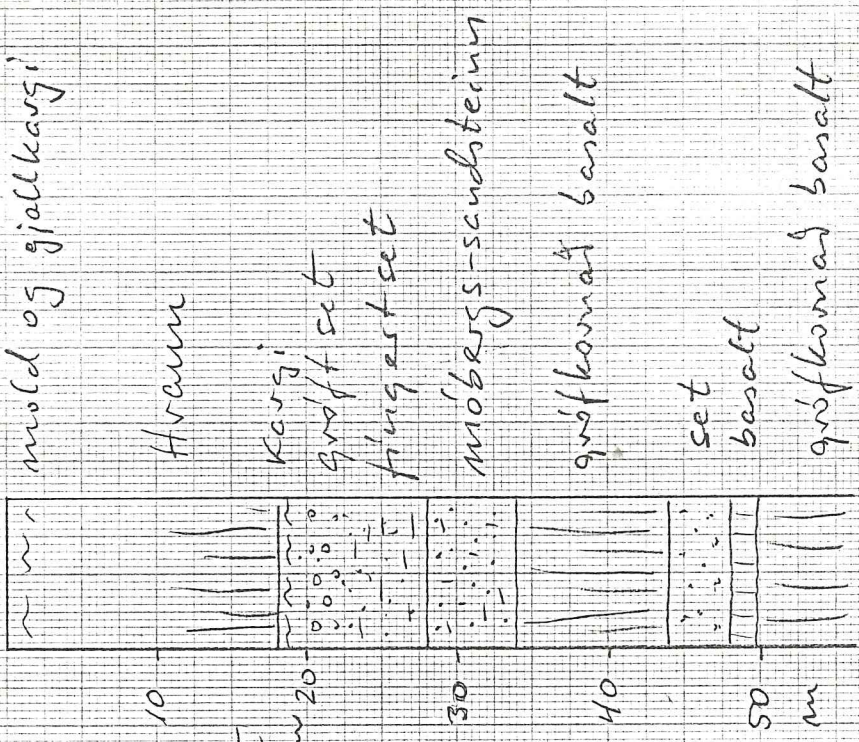 mold og gjallkargi
Hraun
Kargi
gróft set
fíngert set
móbergs-sandsteinn
grófkornað basalt
set
basalt
grófkornað basalt
10
20
30
40
50
m